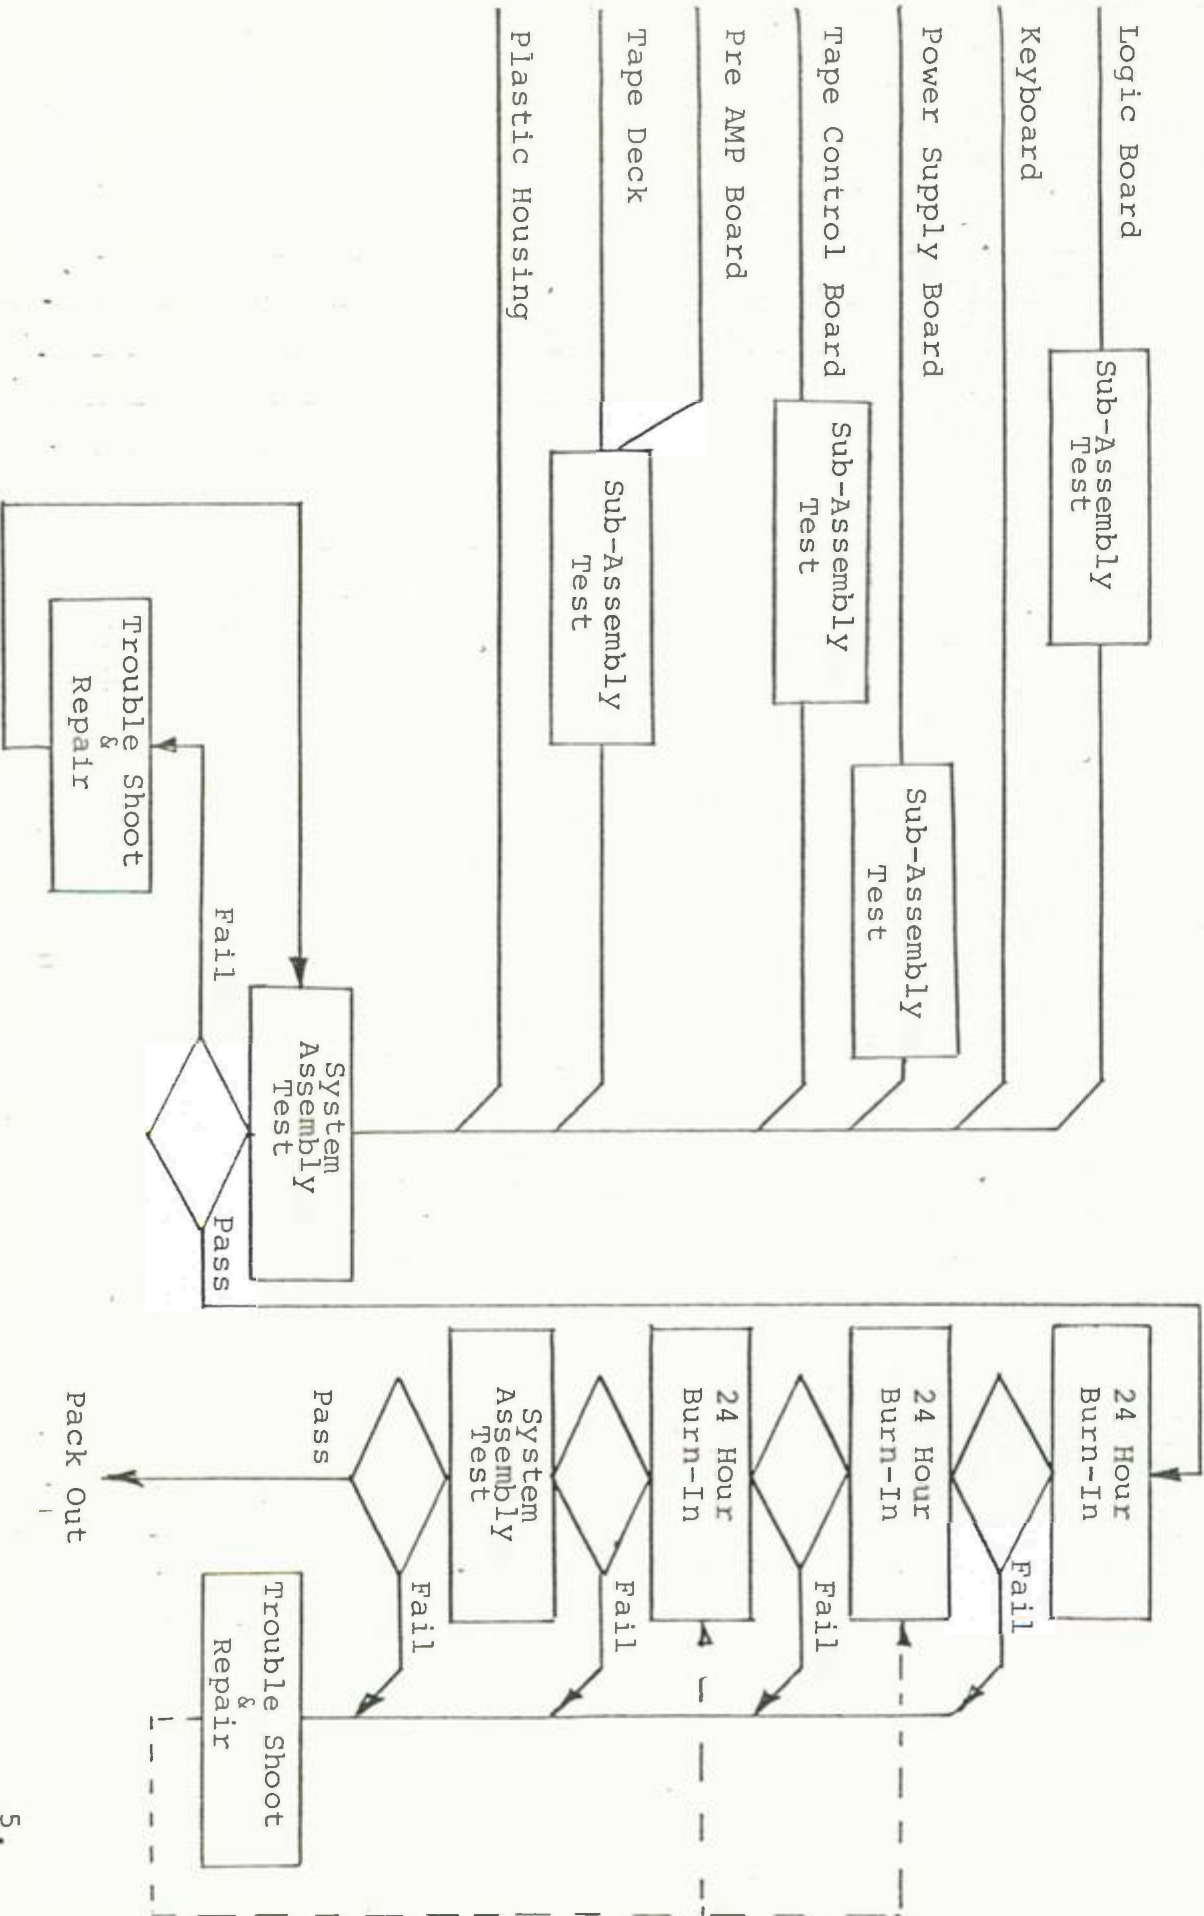 Logic Board
Sub-Assembly
Test
Keyboard
Power Supply Board
Sub-Assembly
Test
Tape Control Board
Sub-Assembly
Test
Pre AMP Board
Tape Deck
Sub-Assembly
Test
Plastic Housing
System
Assembly
Test
Fail
Pass
Trouble Shoot
&
Repair
24 Hour
Burn-In
Fail
24 Hour
Burn-In
Fail
24 Hour
Burn-In
Fail
System
Assembly
Test
Fail
Pass
Trouble Shoot
&
Repair
Pack Out
5.